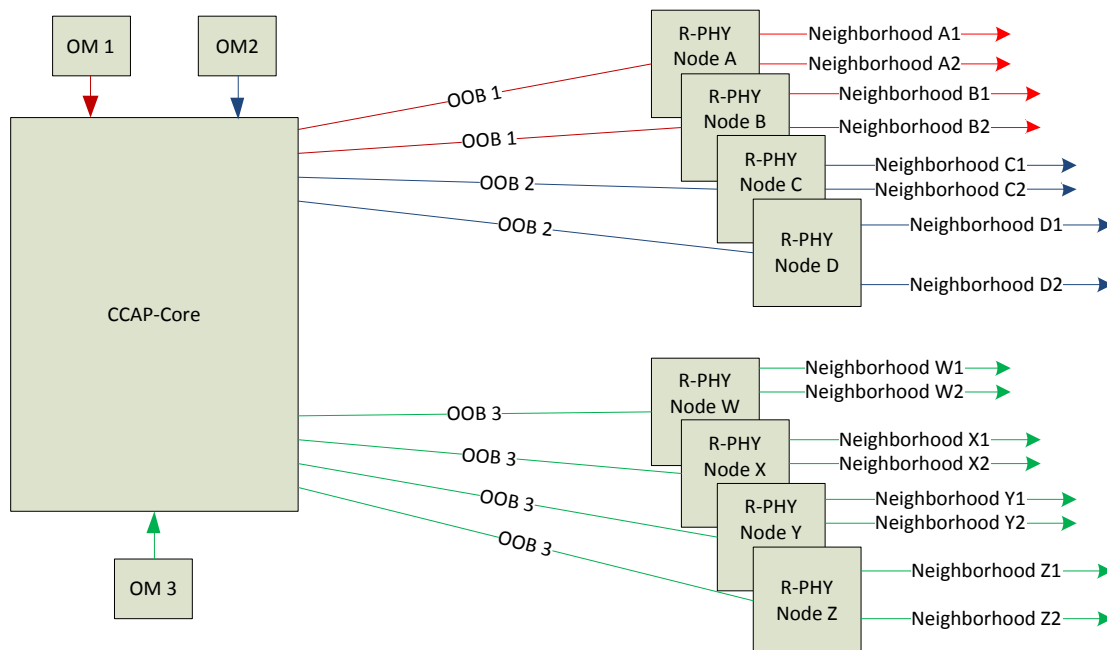 OM 1
OM2
CCAP-Core
OM 3
OOB 1
OOB 1
OOB 2
OOB 2
OOB 3
OOB 3
OOB 3
OOB 3
R-PHY
Node A
Neighborhood A1
Neighborhood A2
R-PHY
Node B
Neighborhood B1
Neighborhood B2
R-PHY
Node C
Neighborhood C1
Neighborhood C2
R-PHY
Node D
Neighborhood D1
Neighborhood D2
R-PHY
Node W
Neighborhood W1
Neighborhood W2
R-PHY
Node X
Neighborhood X1
Neighborhood X2
R-PHY
Node Y
Neighborhood Y1
Neighborhood Y2
R-PHY
Node Z
Neighborhood Z1
Neighborhood Z2